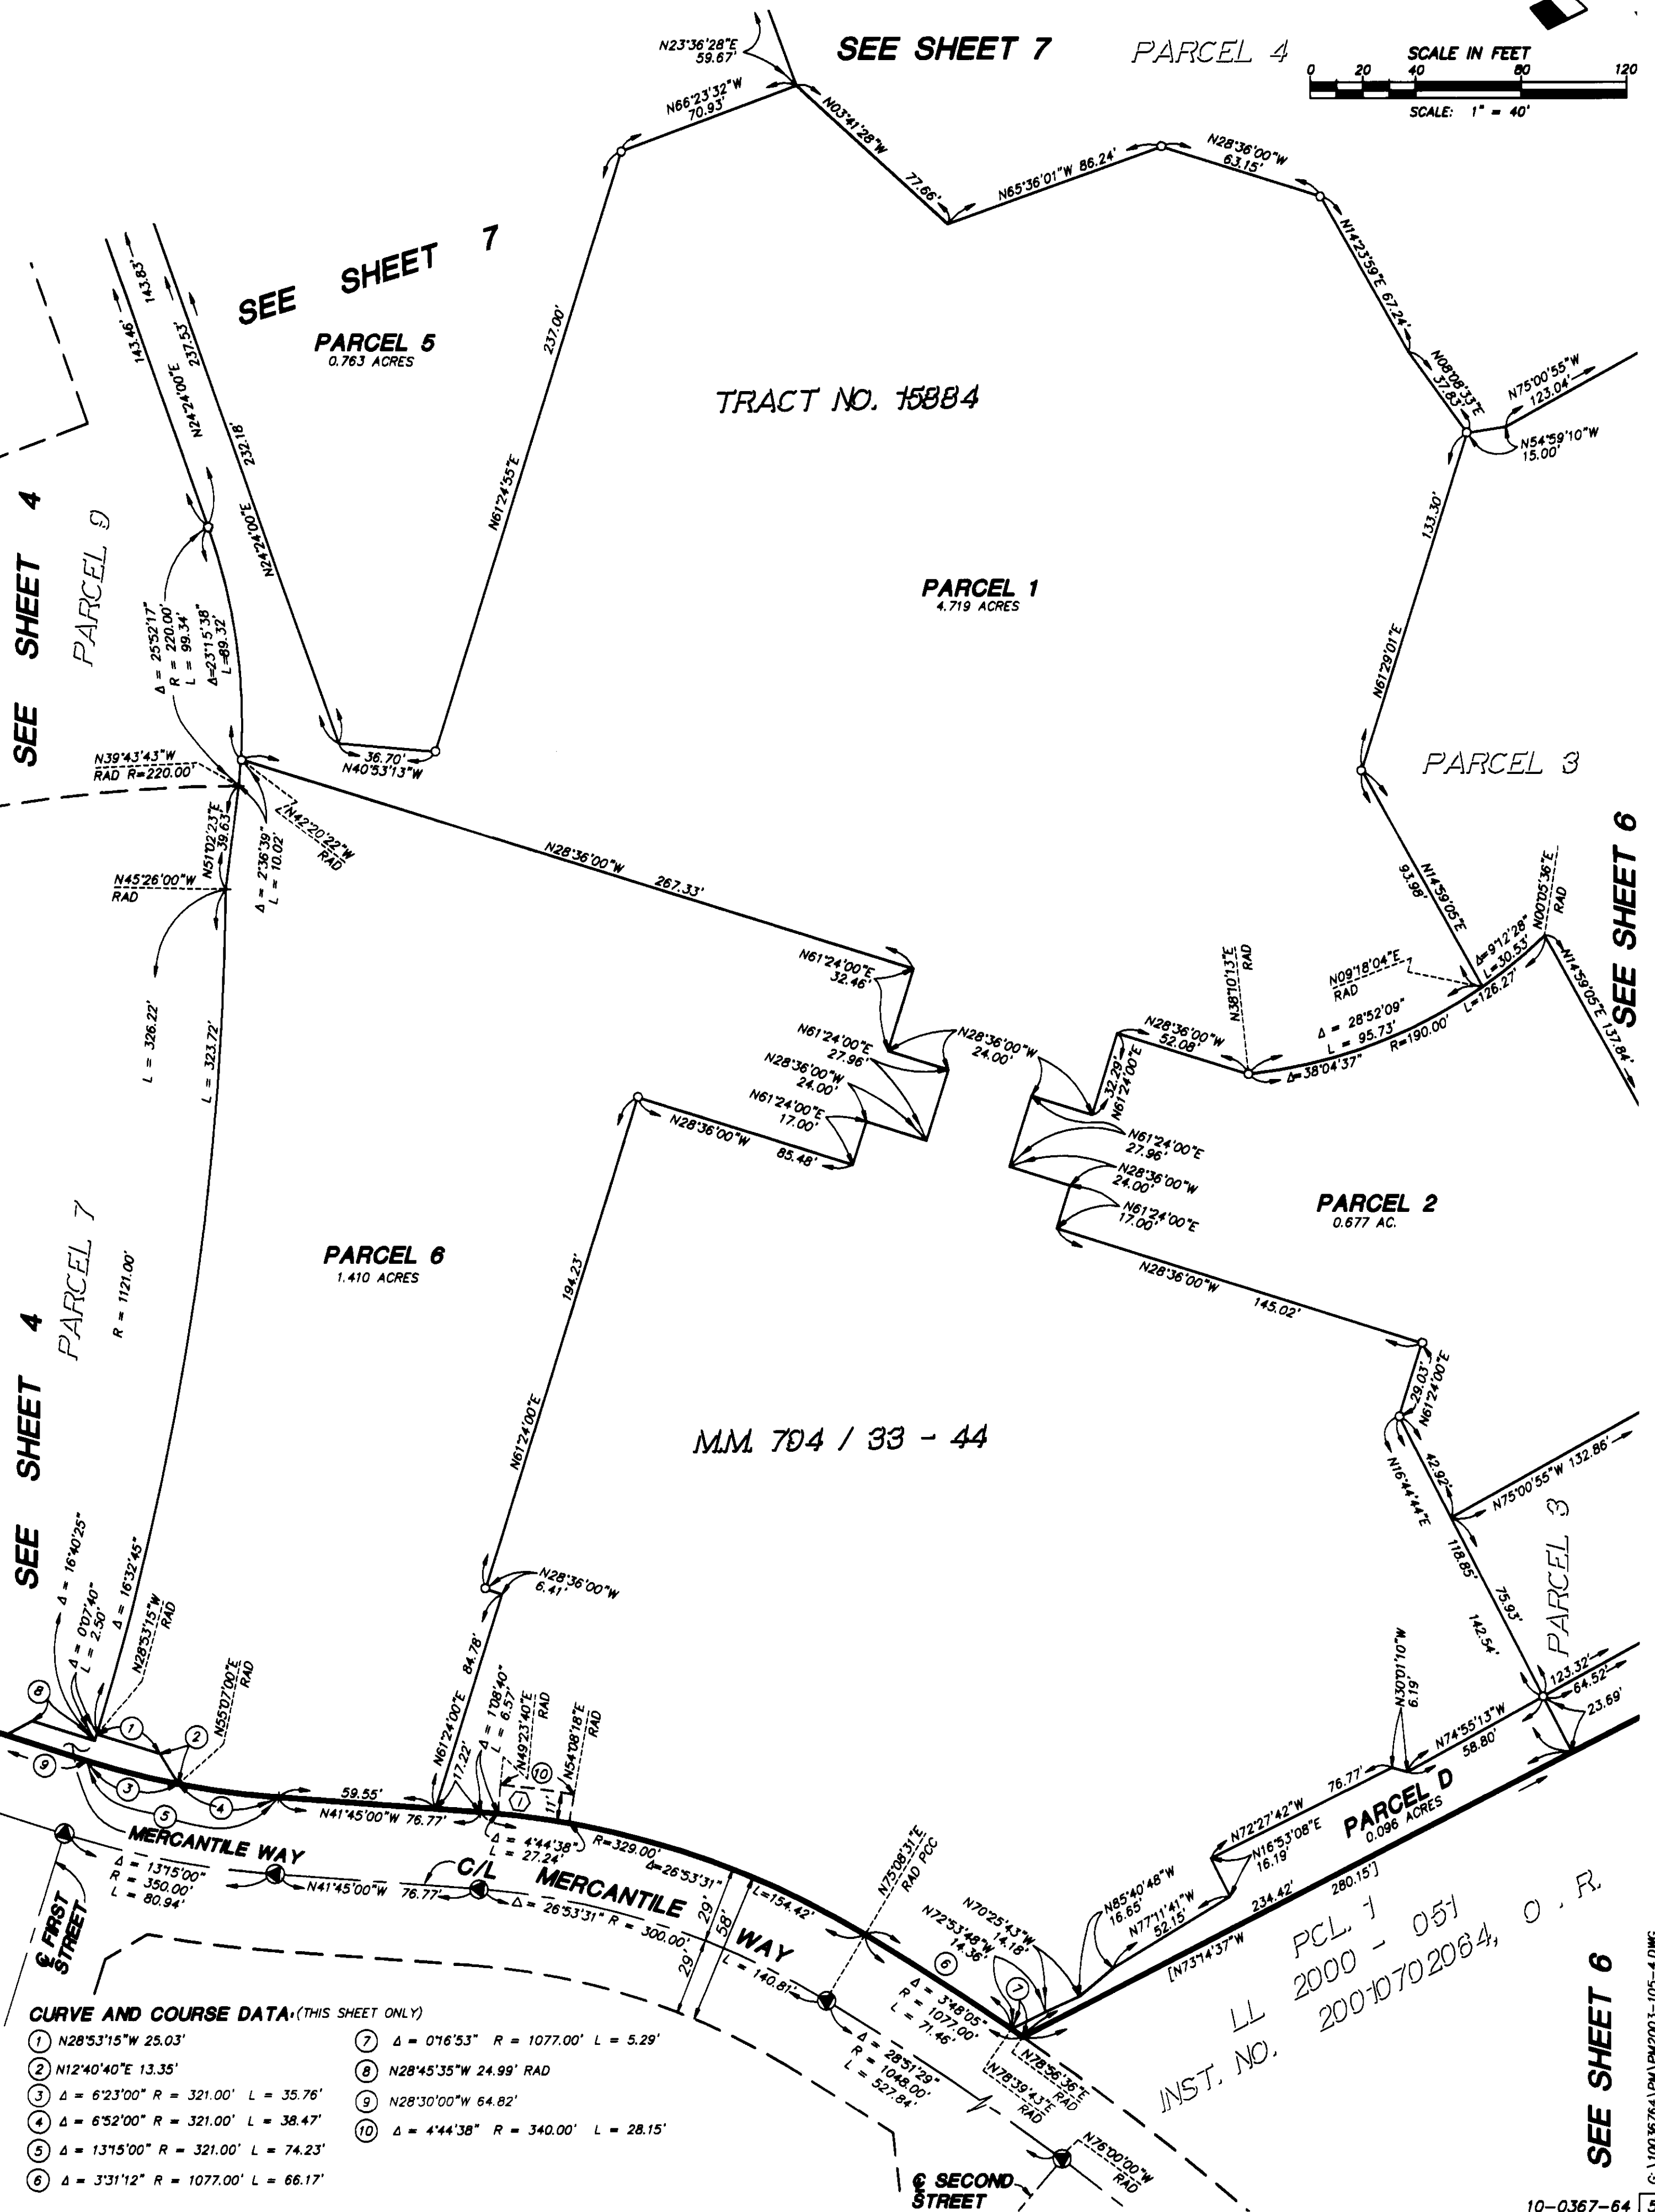 N23°36'28"E
59.67'
SEE SHEET 7
PARCEL 4
SCALE IN FEET
0 20 40 80 120
SCALE: 1" = 40'
N66°23'32"W
70.93'
N03°41'28"W
77.66'
N65°36'01"W 86.24'
N28°36'00"W
63.15'
N14°23'59"E 67.24'
N08°08'33"E
37.83'
N75°00'55"W
123.04'
N54°59'10"W
15.00'
SEE SHEET 7
143.83'
143.46'
237.53'
N24°24'00"E
232.18'
N24°24'00"E
PARCEL 5
0.763 ACRES
237.00'
N61°24'55"E
TRACT NO. 15884
133.30'
N61°29'01"E
SEE SHEET 4
PARCEL 9
PARCEL 1
4.719 ACRES
Δ = 25°52'17"
R = 220.00'
L = 99.34'
Δ=23°15'38"
L=89.32'
36.70'
N40°53'13"W
N39°43'43"W
RAD R=220.00'
N42°20'22"W
RAD
N51°02'23"E
39.63'
Δ = 2°36'39"
L = 10.02'
N45°26'00"W
RAD
PARCEL 3
SEE SHEET 6
N28°36'00"W
267.33'
N14°59'05"E
93.98'
N00°05'36"E
RAD
Δ=9°12'28"
L=30.53'
N61°24'00"E
32.46'
N38°10'13"E
RAD
N09°18'04"E
RAD
L=126.27'
N14°59'05"E 137.84'
L = 326.22'
L = 323.72'
N61°24'00"E
27.96'
N28°36'00"W
24.00'
N28°36'00"W
24.00'
N61°24'00"E
17.00'
N28°36'00"W
52.08'
32.29'
N61°24'00"E
Δ = 28°52'09"
L = 95.73'
R=190.00'
Δ=38°04'37"
N28°36'00"W
85.48'
N61°24'00"E
27.96'
N28°36'00"W
24.00'
N61°24'00"E
17.00'
PARCEL 2
0.677 AC.
PARCEL 7
R = 1121.00'
PARCEL 6
1.410 ACRES
194.23'
N61°24'00"E
N28°36'00"W
145.02'
29.03'
N61°24'00"E
SEE SHEET 4
M.M. 794 / 33 - 44
42.92'
N16°44'44"E
N75°00'55"W 132.86'
118.85'
75.93'
142.54'
PARCEL 3
Δ = 16°40'25"
Δ = 0°07'40"
L = 2.50'
Δ = 16°32'45"
N28°53'15"W
RAD
N55°07'00"E
RAD
N28°36'00"W
6.41'
84.78'
N61°24'00"E
17.22'
Δ = 1°08'40"
L = 6.57'
N49°23'40"E
RAD
N54°08'18"E
RAD
N30°01'10"W
6.19'
123.32'
64.52'
23.69'
N74°55'13"W
58.80'
8
1
2
9
3
4
5
10
1
11'
59.55'
N41°45'00"W 76.77'
Δ = 4°44'38"
L = 27.24'
R=329.00'
Δ=26°53'31"
L=154.42'
76.77'
N72°27'42"W
PARCEL D
0.096 ACRES
N16°53'08"E
16.19'
MERCANTILE WAY
Δ = 13°15'00"
R = 350.00'
L = 80.94'
N41°45'00"W 76.77'
C/L
MERCANTILE WAY
Δ = 26°53'31" R = 300.00'
L = 140.81'
29'
58'
29'
N75°08'31"E
RAD PCC
N85°40'48"W
16.65'
N77°11'41"W
52.15'
N70°25'43"W
14.18'
N72°53'48"W
14.36'
234.42'
280.15']
[N73°14'37"W
℄ FIRST
STREET
6
7
Δ = 3°48'05"
R = 1077.00'
L = 71.46'
Δ = 28°51'29"
R = 1048.00'
L = 527.84'
N78°56'36"E
RAD
N78°39'43"E
RAD
N76°00'00"W
RAD
℄ SECOND
STREET
LL
PCL. 1
2000 - 051
INST. NO. 20010702064, O . R.
SEE SHEET 6
CURVE AND COURSE DATA: (THIS SHEET ONLY)
1 N28°53'15"W 25.03'
2 N12°40'40"E 13.35'
3 Δ = 6°23'00" R = 321.00' L = 35.76'
4 Δ = 6°52'00" R = 321.00' L = 38.47'
5 Δ = 13°15'00" R = 321.00' L = 74.23'
6 Δ = 3°31'12" R = 1077.00' L = 66.17'
7 Δ = 0°16'53" R = 1077.00' L = 5.29'
8 N28°45'35"W 24.99' RAD
9 N28°30'00"W 64.82'
10 Δ = 4°44'38" R = 340.00' L = 28.15'
10-0367-64